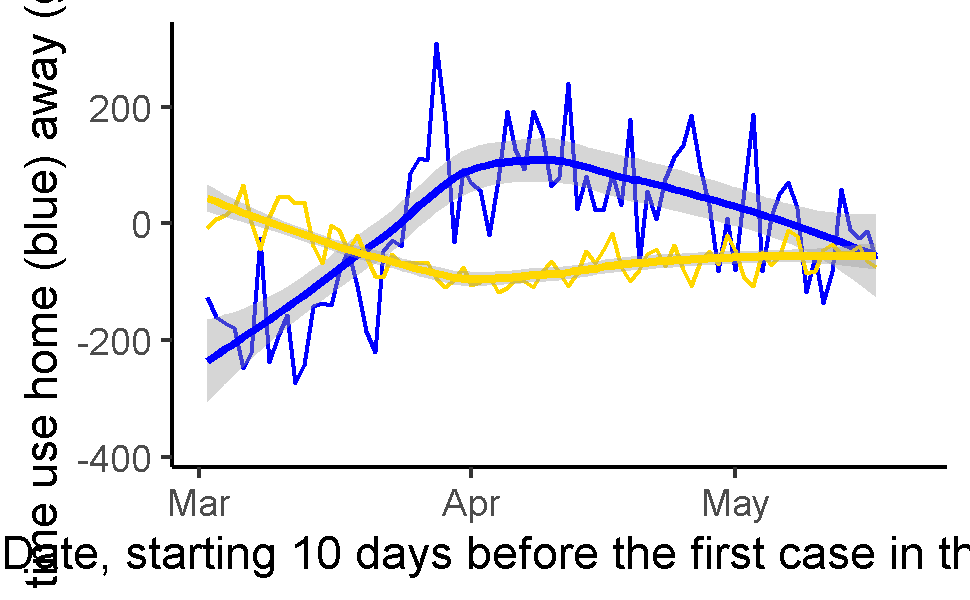 time use home (blue) away (
200
0
-200
-400
Mar Apr May
Date, starting 10 days before the first case in th